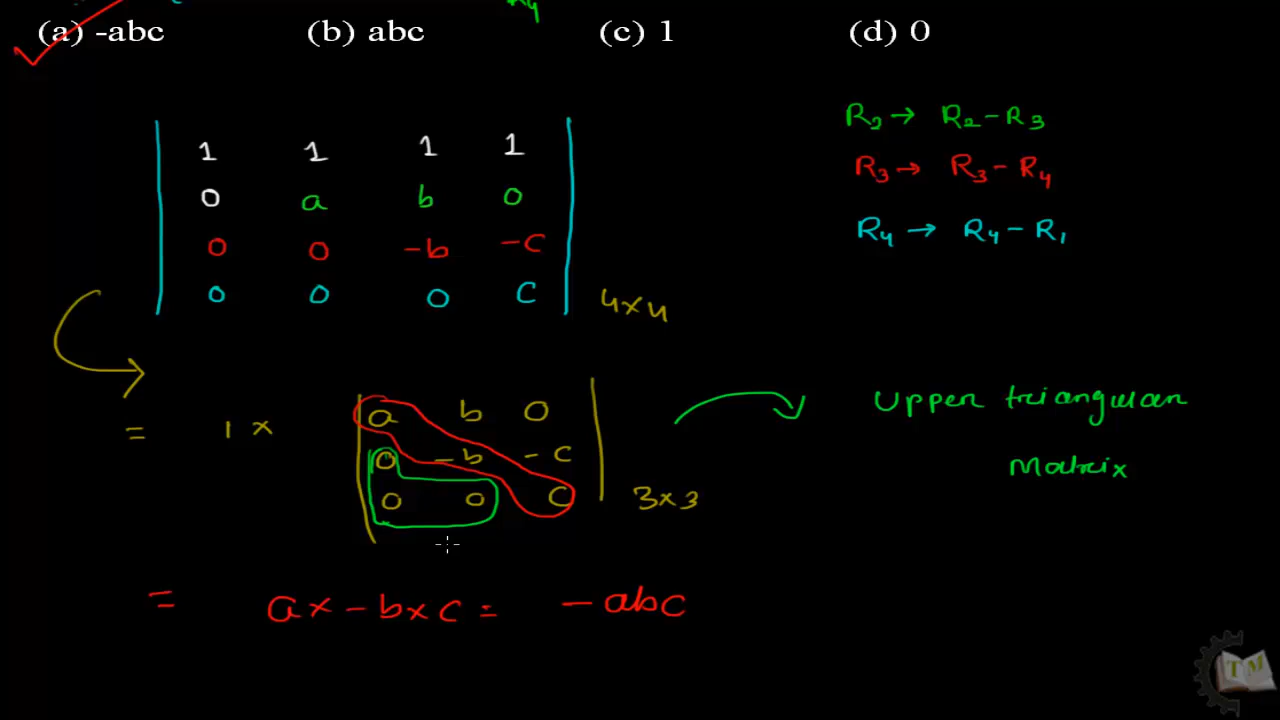 (a) -abc (b) abc (c) 1 (d) 0
R₂ → R₂ - R₃
1 1 1 1
R₃ → R₃ - R₄
0 a b 0
R₄ → R₄ - R₁
0 0 -b -c
0 0 0 c 4×4
a b 0 Upper triangular
= 1 ×
0 -b -c Matrix
0 0 c 3×3
= a× -b×c = -abc
TM